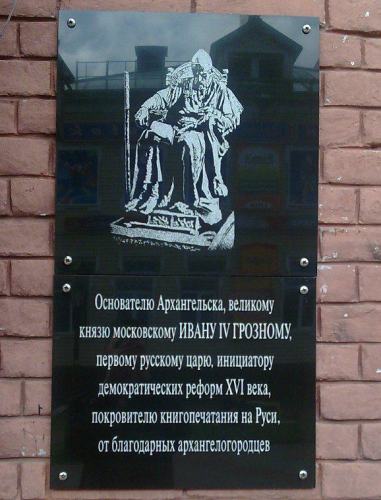 Основателю Архангельска, великому
князю московскому ИВАНУ IV ГРОЗНОМУ,
первому русскому царю, инициатору
демократических реформ XVI века,
покровителю книгопечатания на Руси,
от благодарных архангелогородцев